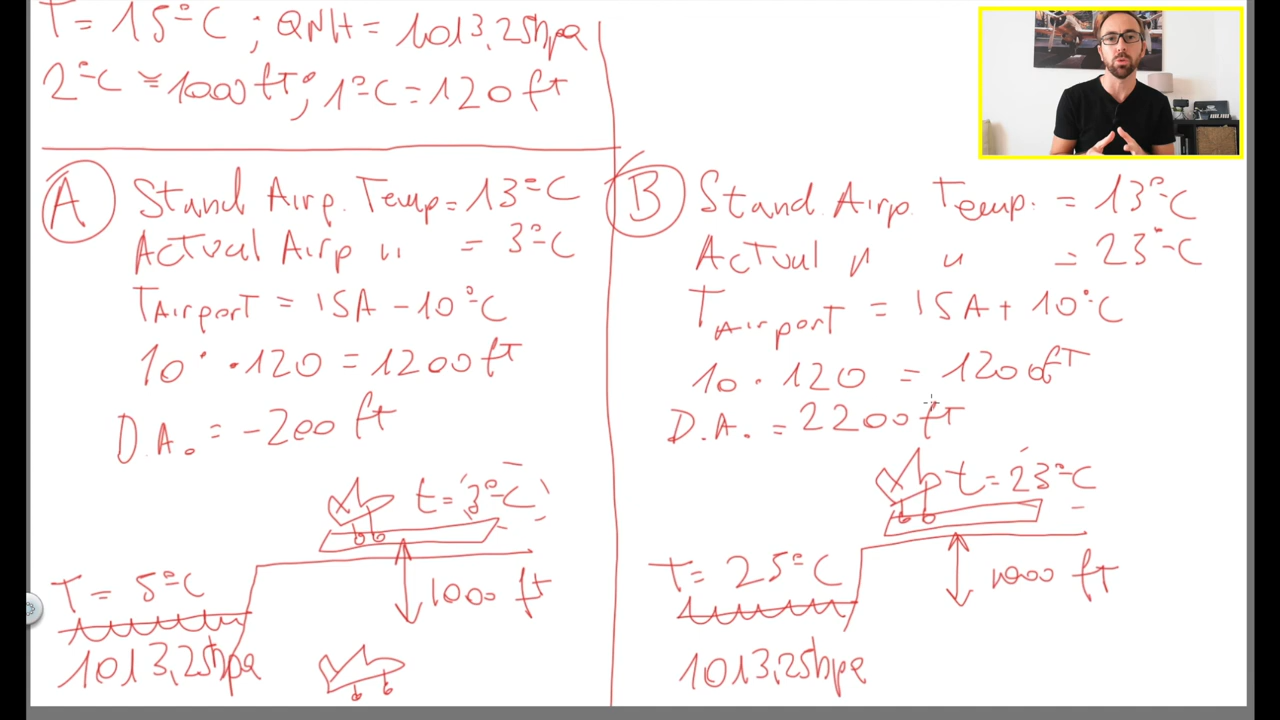 T = 15°C ; QNH = 1013,25hpa
2°C ≃ 1000 ft ; 1°C = 120 ft
A
Stand Airp. Temp = 13°C
Actual Airp " = 3°C
TAirport = ISA - 10°C
10° · 120 = 1200 ft
D.A. = -200 ft
t = 3°C
T = 5°C
1000 ft
1013,25hpa
B
Stand. Airp. Temp. = 13°C
Actual " " = 23°C
TAirport = ISA + 10°C
10 · 120 = 1200 ft
D.A. = 2200 ft
t = 23°C
T = 25°C
1000 ft
1013,25hpa